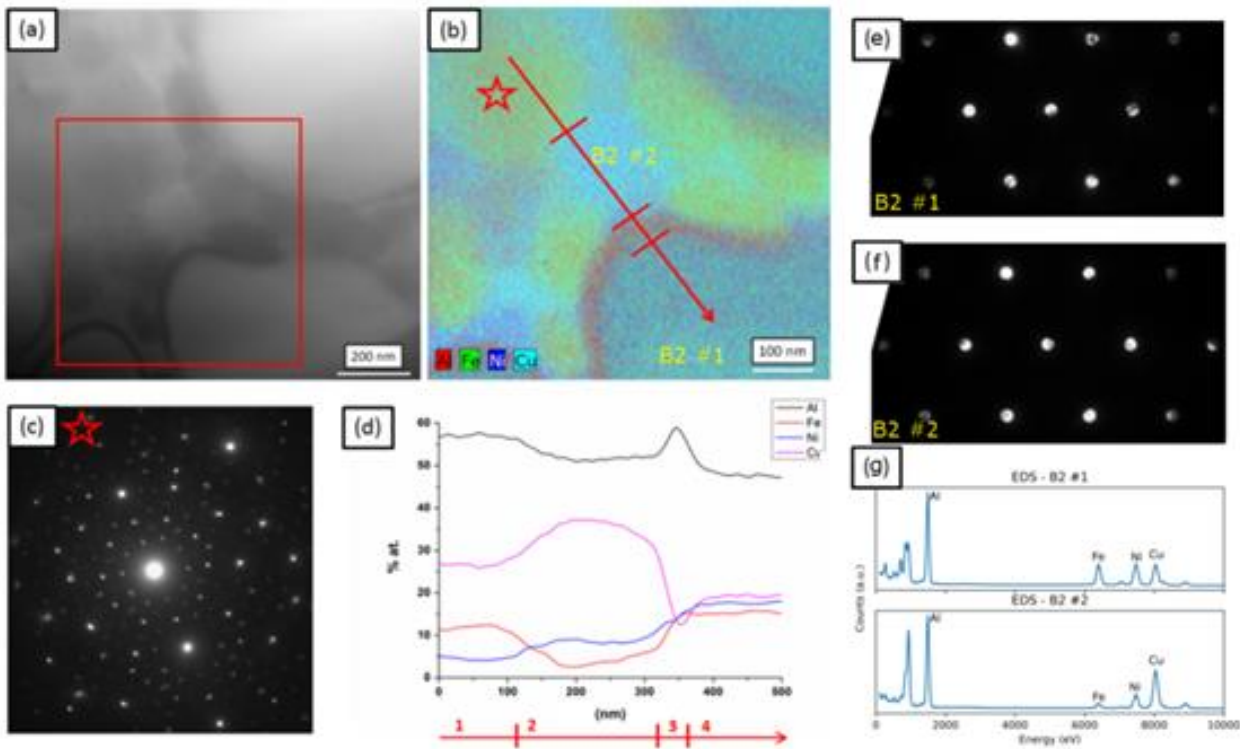 (a)
200 nm
(b)
B2 #2
B2 #1
Al Fe Ni Cu
100 nm
(c)
(d)
Al
Fe
Ni
Cu
60
50
40
30
20
10
0
% at.
0 100 200 300 400 500
(nm)
1 2 3 4
(e)
B2 #1
(f)
B2 #2
(g)
EDS - B2 #1
Al
Fe Ni Cu
EDS - B2 #2
Al
Fe Ni Cu
Counts (a.u.)
0 2000 4000 6000 8000 10000
Energy (eV)